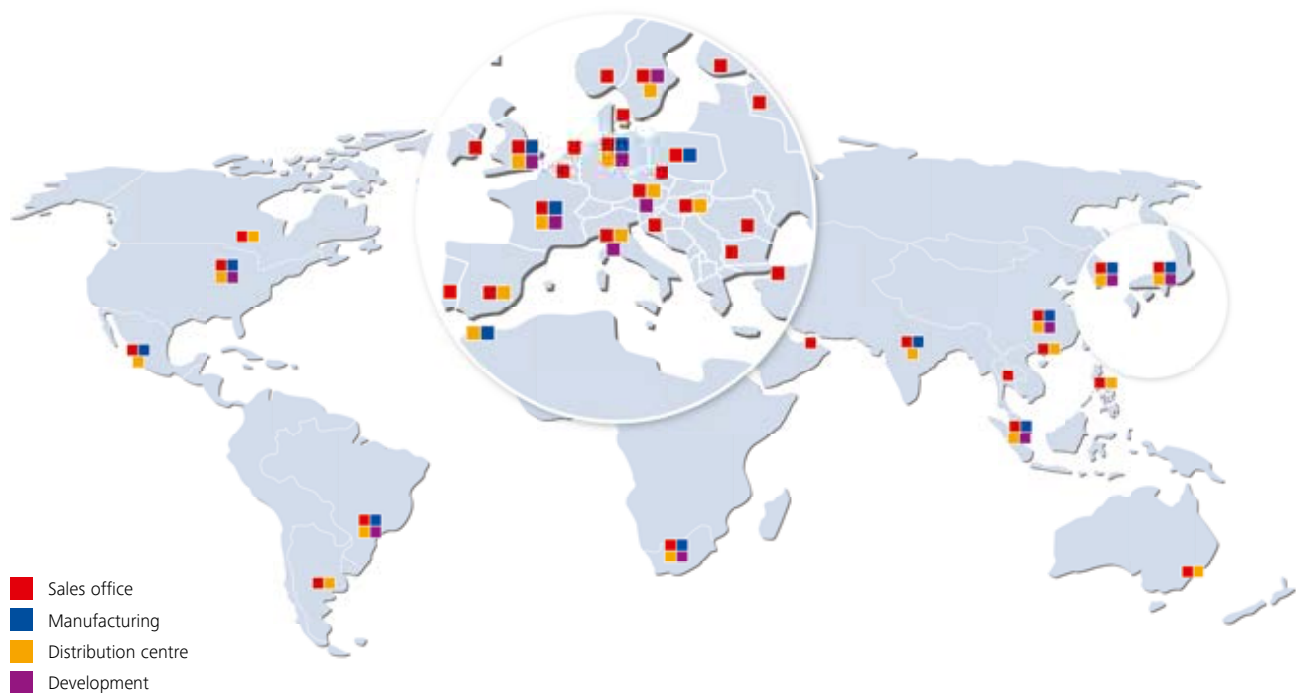 Sales office
Manufacturing
Distribution centre
Development